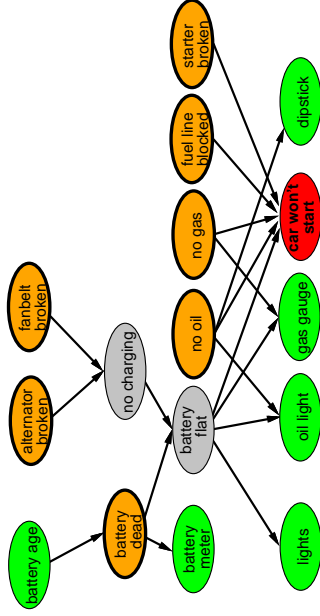 battery age
alternator
broken
fanbelt
broken
battery
dead
no charging
battery
meter
battery
flat
no oil
no gas
fuel line
blocked
starter
broken
lights
oil light
gas gauge
car won't
start
dipstick